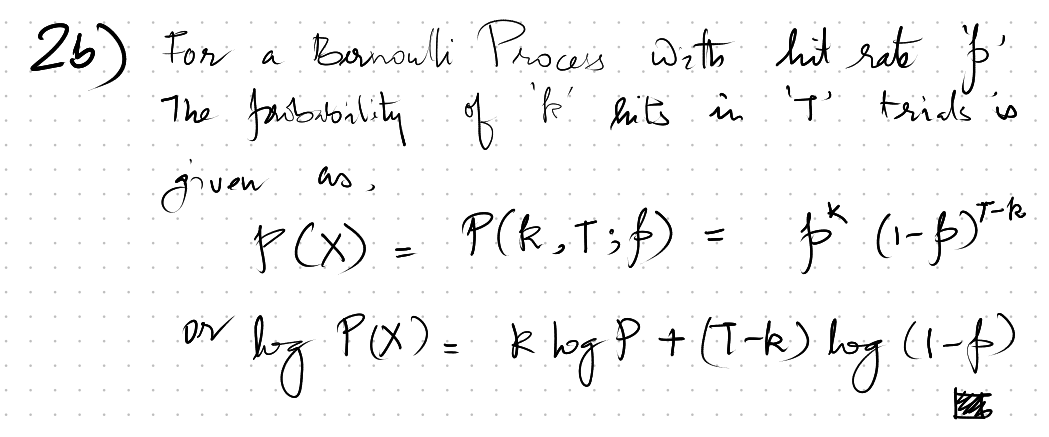 2b) For a Bernoulli Process with hit rate 'p'
The probability of 'k' hits in 'T' trials is
given as,
P(X) = P(k,T;p) = p^k (1-p)^{T-k}
or log P(X) = k log P + (T-k) log (1-p)